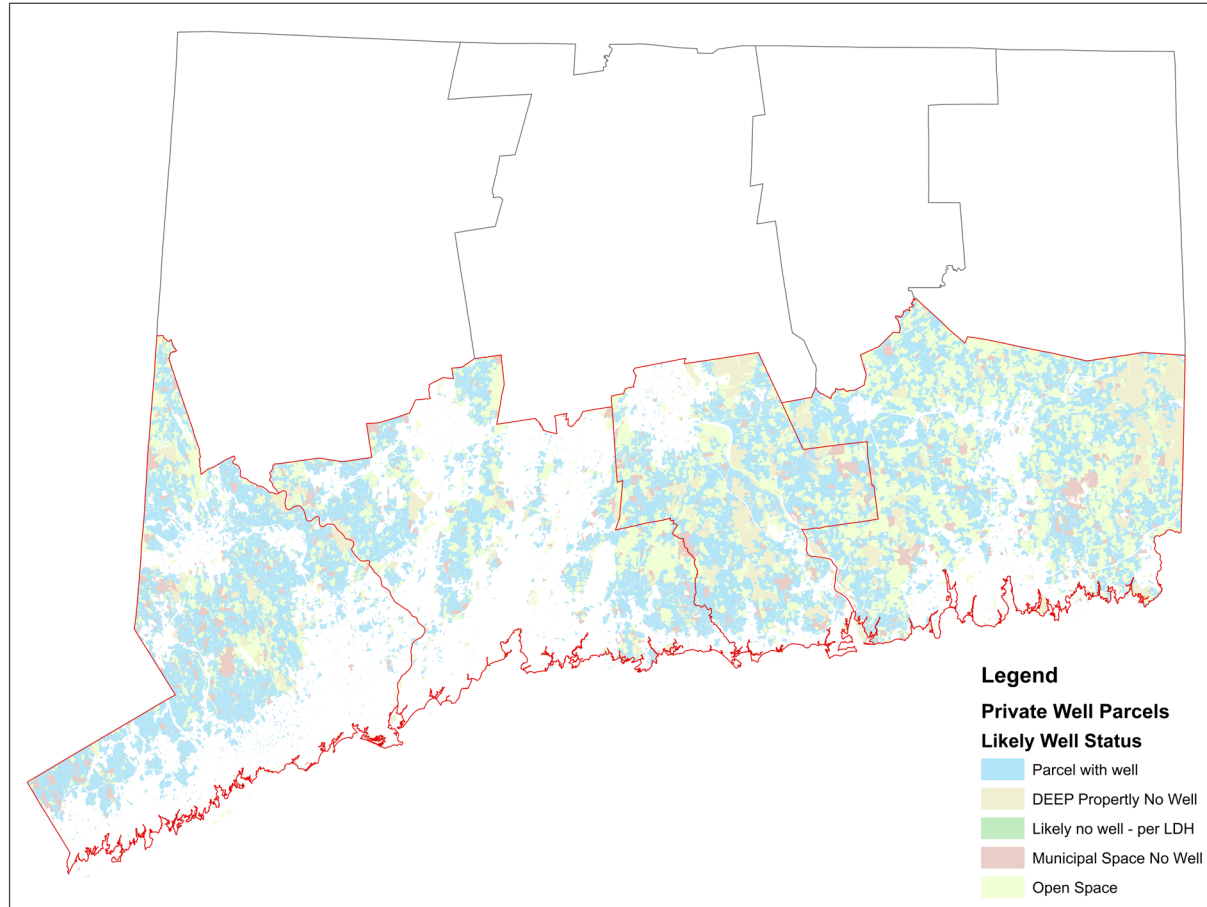 Legend
Private Well Parcels
Likely Well Status
Parcel with well
DEEP Propertly No Well
Likely no well - per LDH
Municipal Space No Well
Open Space